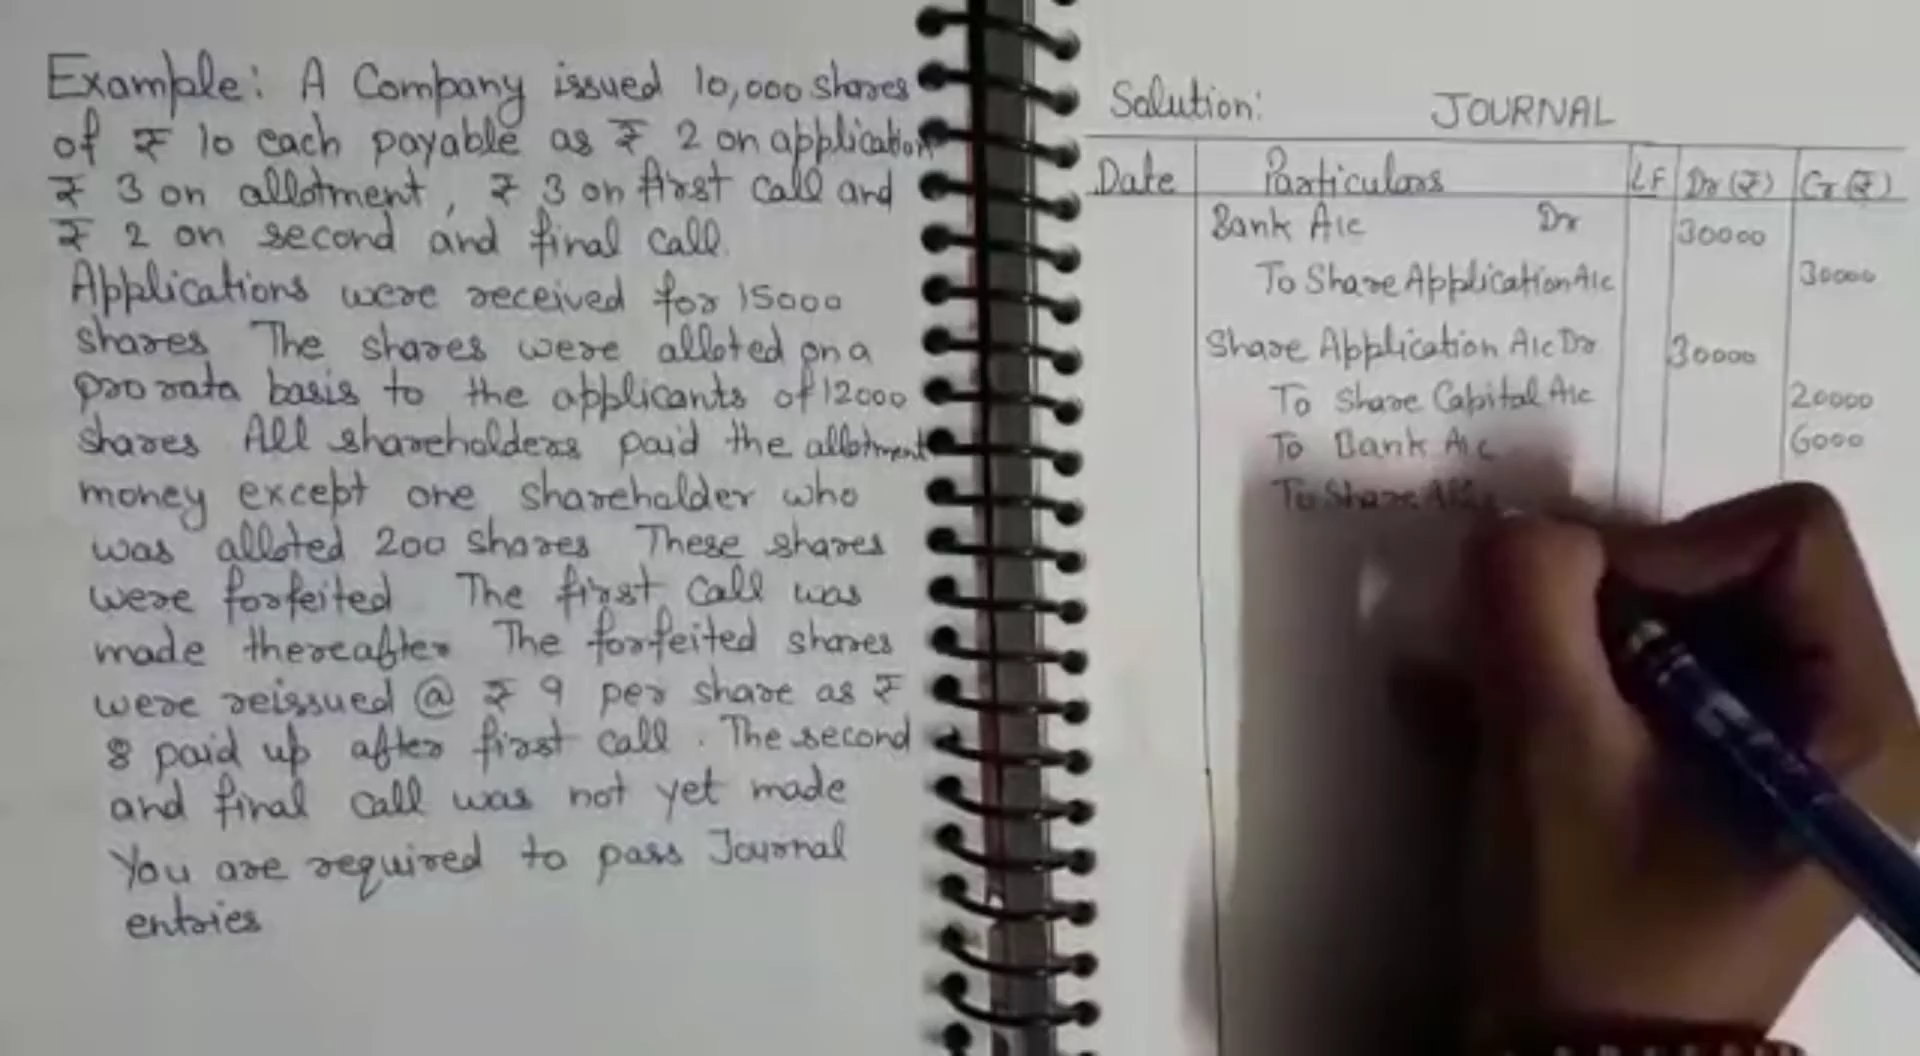 Example: A Company issued 10,000 shares
of ₹ 10 each payable as ₹ 2 on application
₹ 3 on allotment, ₹ 3 on first call and
₹ 2 on second and final call.
Applications were received for 15000
shares The shares were alloted on a
pro rata basis to the applicants of 12000
shares All shareholders paid the allotment
money except one shareholder who
was alloted 200 shares These shares
were forfeited The first call was
made thereafter The forfeited shares
were reissued @ ₹ 9 per share as ₹
8 paid up after first call. The second
and final call was not yet made
You are required to pass Journal
entries
Solution: JOURNAL
Date Particulars LF Dr (₹) Cr (₹)
Bank A/c Dr 30000
To Share Application A/c 30000
Share Application A/c Dr 30000
To Share Capital A/c 20000
To Bank A/c 6000
To Share